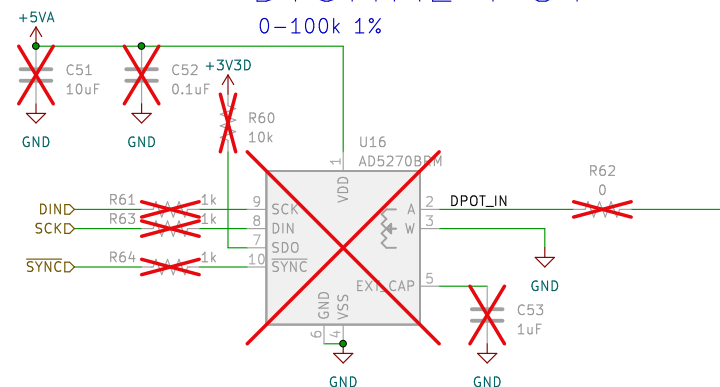 0-100k 1%
+5VA
C51
10uF
GND
C52
0.1uF
GND
+3V3D
R60
10k
U16
AD5270BRM
1
VDD
DIN
R61
1k
9
SCK
SCK
R63
1k
8
DIN
7
SDO
SYNC
R64
1k
10
SYNC
A
2
DPOT_IN
R62
0
W
3
GND
EXT_CAP
5
C53
1uF
GND
GND
6
VSS
4
GND